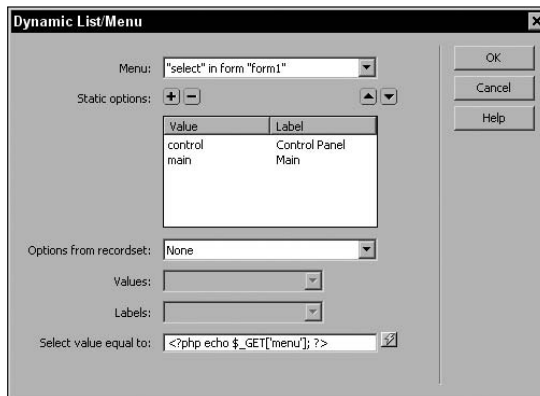 Dynamic List/Menu
Menu: "select" in form "form1"
OK
Static options:
Cancel
Help
Value Label
control Control Panel
main Main
Options from recordset: None
Values:
Labels:
Select value equal to: <?php echo $_GET['menu']; ?>